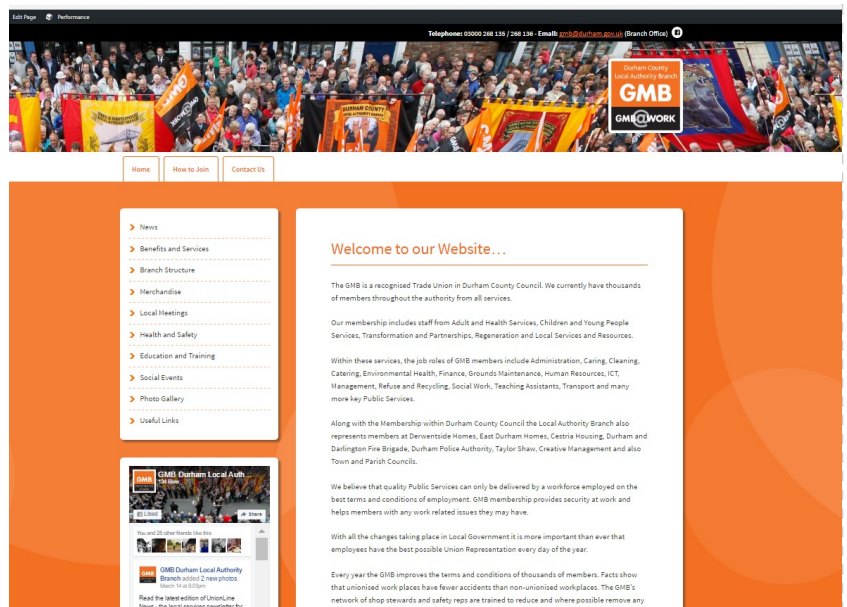 Edit Page Performance
Telephone: 03000 268 135 / 268 136 - Email: gmb@durham.gov.uk (Branch Office)
Durham County
Local Authority Branch
GMB
GMB@WORK
DURHAM COUNTY
GMB
Home How to Join Contact Us
News
Benefits and Services
Branch Structure
Merchandise
Local Meetings
Health and Safety
Education and Training
Social Events
Photo Gallery
Useful Links
Welcome to our Website...
The GMB is a recognised Trade Union in Durham County Council. We currently have thousands
of members throughout the authority from all services.
Our membership includes staff from Adult and Health Services, Children and Young People
Services, Transformation and Partnerships, Regeneration and Local Services and Resources.
Within these services, the job roles of GMB members include Administration, Caring, Cleaning,
Catering, Environmental Health, Finance, Grounds Maintenance, Human Resources, ICT,
Management, Refuse and Recycling, Social Work, Teaching Assistants, Transport and many
more key Public Services.
Along with the Membership within Durham County Council the Local Authority Branch also
represents members at Derwentside Homes, East Durham Homes, Cestria Housing, Durham and
Darlington Fire Brigade, Durham Police Authority, Taylor Shaw, Creative Management and also
Town and Parish Councils.
We believe that quality Public Services can only be delivered by a workforce employed on the
best terms and conditions of employment. GMB membership provides security at work and
helps members with any work related issues they may have.
With all the changes taking place in Local Government it is more important than ever that
employees have the best possible Union Representation every day of the year.
Every year the GMB improves the terms and conditions of thousands of members. Facts show
that unionised work places have fewer accidents than non-unionised workplaces. The GMB's
network of shop stewards and safety reps are trained to reduce and where possible remove any
GMB
GMB Durham Local Auth...
134 likes
Liked Share
You and 26 other friends like this
GMB
GMB Durham Local Authority
Branch added 2 new photos.
March 14 at 6:03pm
Read the latest edition of UnionLine
News - the legal services newsletter for